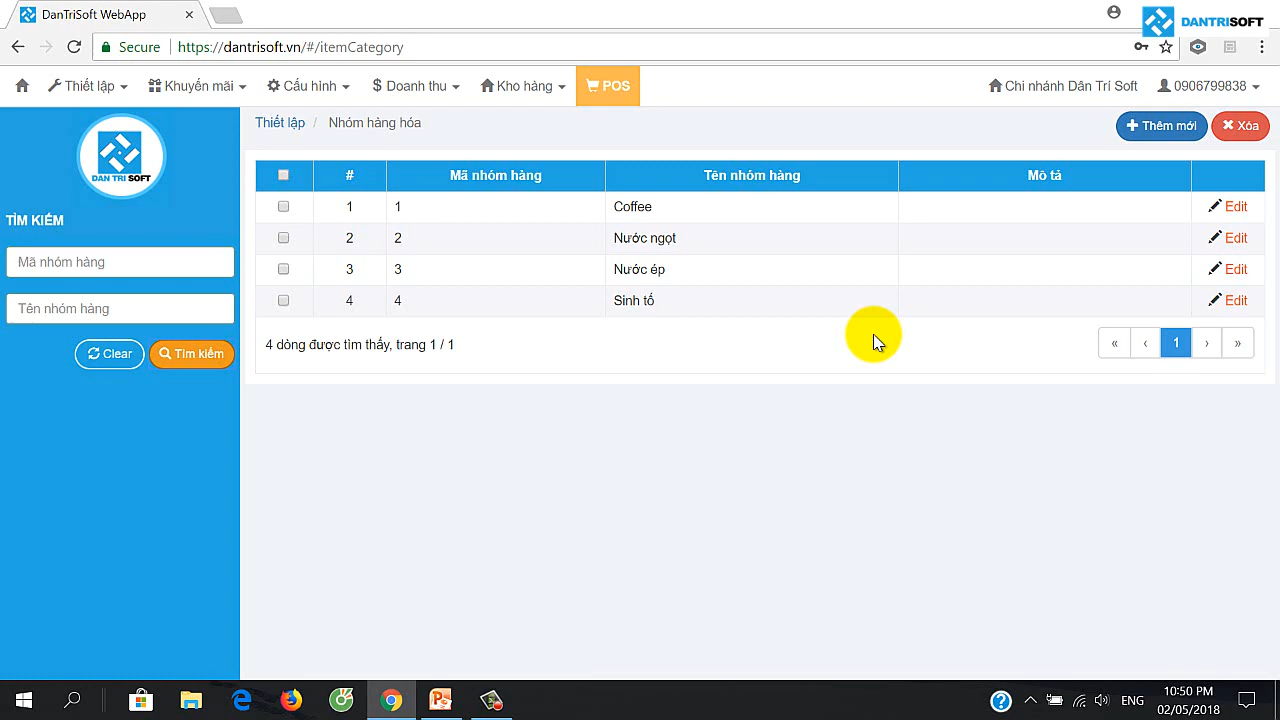 DanTriSoft WebApp
DANTRISOFT
Secure https://dantrisoft.vn/#/itemCategory
Thiết lập Khuyến mãi Cấu hình Doanh thu Kho hàng POS Chi nhánh Dân Trí Soft 0906799838
DAN TRI SOFT
Thiết lập / Nhóm hàng hóa Thêm mới Xóa
# Mã nhóm hàng Tên nhóm hàng Mô tả
1 1 Coffee Edit
2 2 Nước ngọt Edit
3 3 Nước ép Edit
4 4 Sinh tố Edit
4 dòng được tìm thấy, trang 1 / 1 « ‹ 1 › »
TÌM KIẾM
Mã nhóm hàng
Tên nhóm hàng
Clear Tìm kiếm
ENG 10:50 PM
02/05/2018